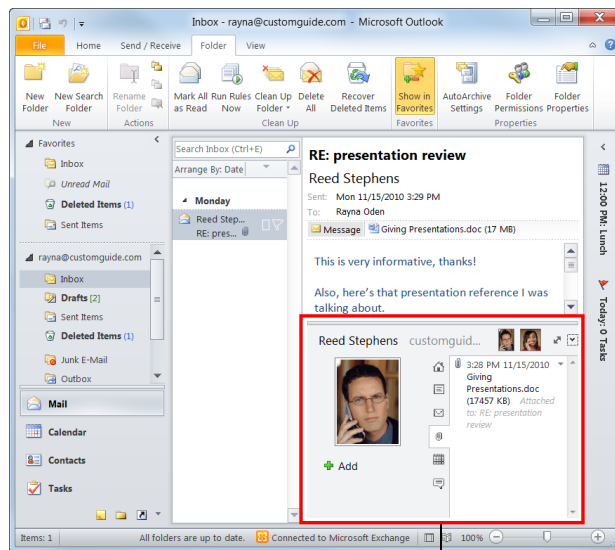 Inbox - rayna@customguide.com - Microsoft Outlook
File Home Send / Receive Folder View
New Folder
New Search Folder
Rename Folder
Mark All as Read
Run Rules Now
Clean Up Folder
Delete All
Recover Deleted Items
Show in Favorites
AutoArchive Settings
Folder Permissions
Folder Properties
New Actions Clean Up Favorites Properties
Favorites
Inbox
Unread Mail
Deleted Items (1)
Sent Items
rayna@customguide.com
Inbox
Drafts [2]
Sent Items
Deleted Items (1)
Junk E-Mail
Outbox
Mail
Calendar
Contacts
Tasks
Search Inbox (Ctrl+E)
Arrange By: Date
Monday
Reed Step...
RE: pres...
RE: presentation review
Reed Stephens
Sent: Mon 11/15/2010 3:29 PM
To: Rayna Oden
Message Giving Presentations.doc (17 MB)
This is very informative, thanks!
Also, here's that presentation reference I was
talking about.
Reed Stephens customguid...
Add
3:28 PM 11/15/2010
Giving
Presentations.doc
(17457 KB) Attached
to: RE: presentation
review
12:00 PM: Lunch
Today: 0 Tasks
Items: 1 All folders are up to date. Connected to Microsoft Exchange 100%